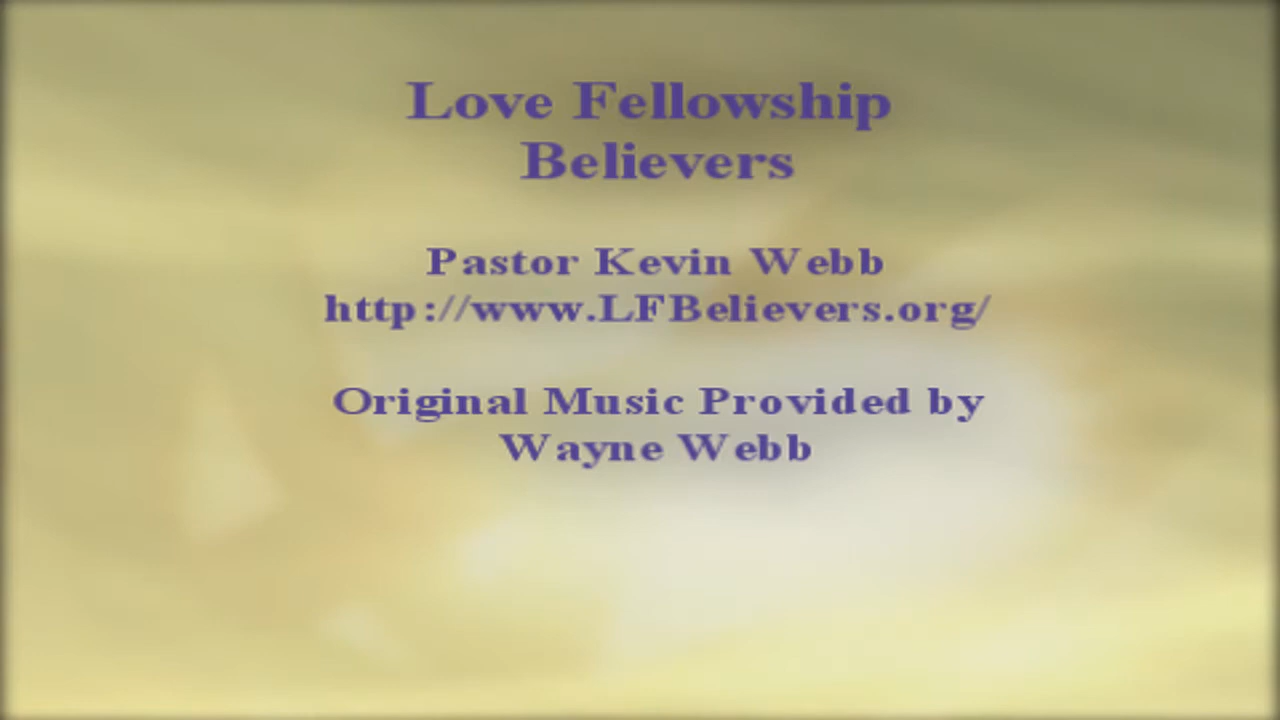 Love Fellowship
Believers
Pastor Kevin Webb
http://www.LFBelievers.org/
Original Music Provided by
Wayne Webb